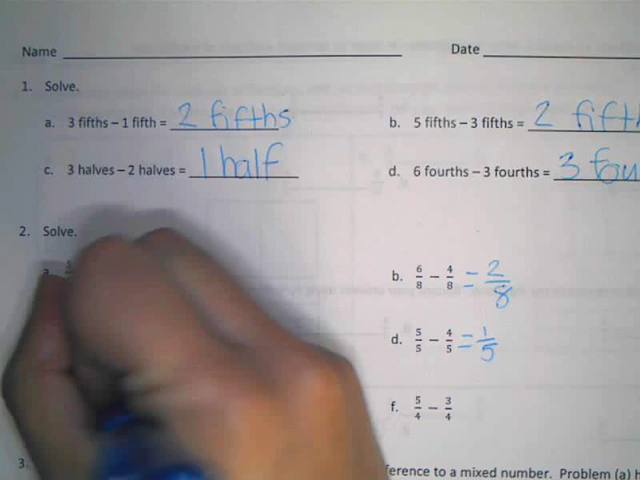 Name Date
1. Solve.
a. 3 fifths – 1 fifth = 2 fifths b. 5 fifths – 3 fifths = 2
c. 3 halves – 2 halves = 1 half d. 6 fourths – 3 fourths = 3
2. Solve.
a. b. 6/8 – 4/8 = 2/8
d. 5/5 – 4/5 = 1/5
f. 5/4 – 3/4
3. to a mixed number. Problem (a)